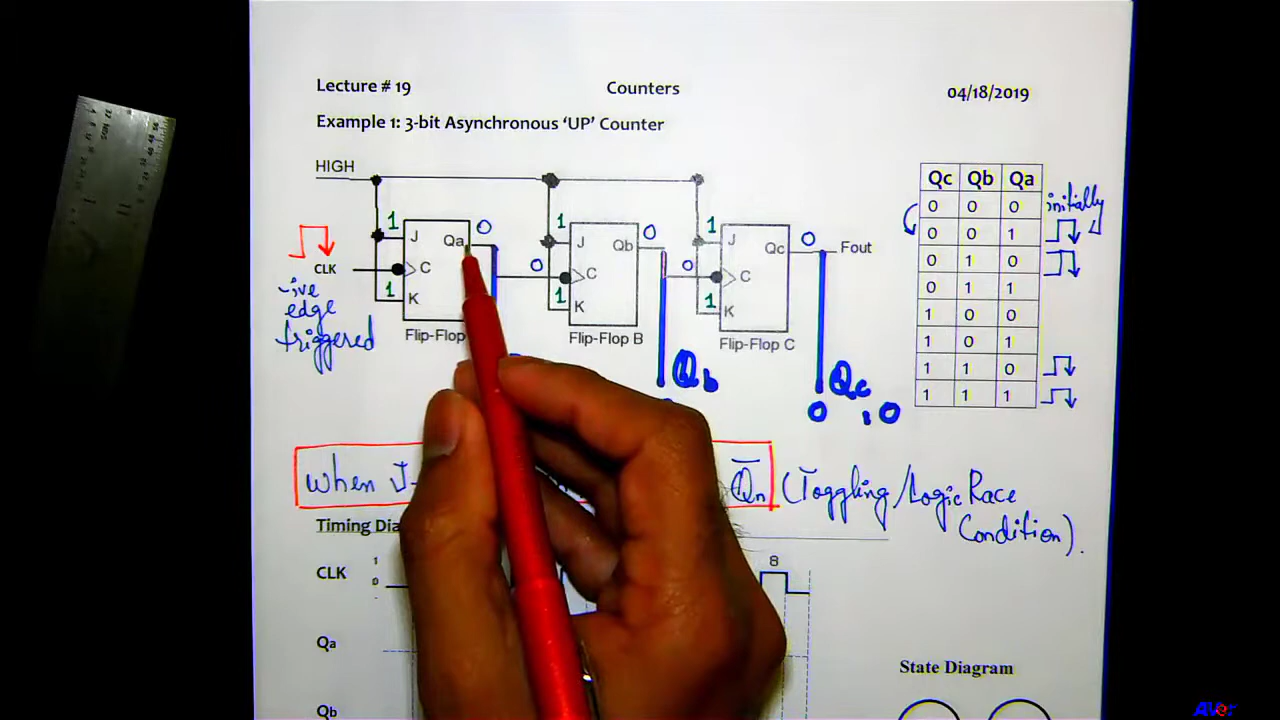 Lecture # 19 Counters 04/18/2019
Example 1: 3-bit Asynchronous ‘UP’ Counter
HIGH
1 J Qa 0
CLK C
1 K
Flip-Flop
-ive
edge
triggered
1 J Qb 0
0 C
1 K
Flip-Flop B
Qb
1 J Qc 0 Fout
0 C
1 K
Flip-Flop C
Qc
0 , 0
Qc Qb Qa
0 0 0 initially
0 0 1
0 1 0
0 1 1
1 0 0
1 0 1
1 1 0
1 1 1
When J- Q̅n (Toggling/Logic Race
Condition).
Timing Dia
CLK 1 0 8
Qa
Qb
State Diagram
AVer